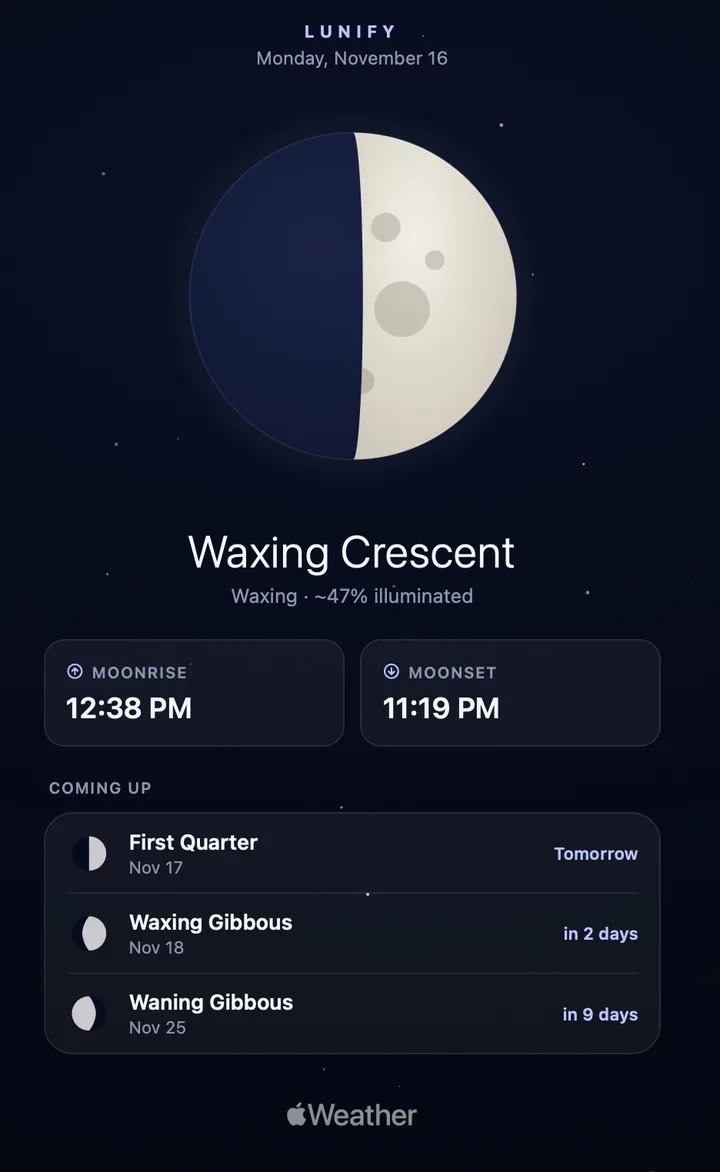 LUNIFY
Monday, November 16
Waxing Crescent
Waxing · ~47% illuminated
MOONRISE
12:38 PM
MOONSET
11:19 PM
COMING UP
First Quarter
Nov 17
Tomorrow
Waxing Gibbous
Nov 18
in 2 days
Waning Gibbous
Nov 25
in 9 days
Weather